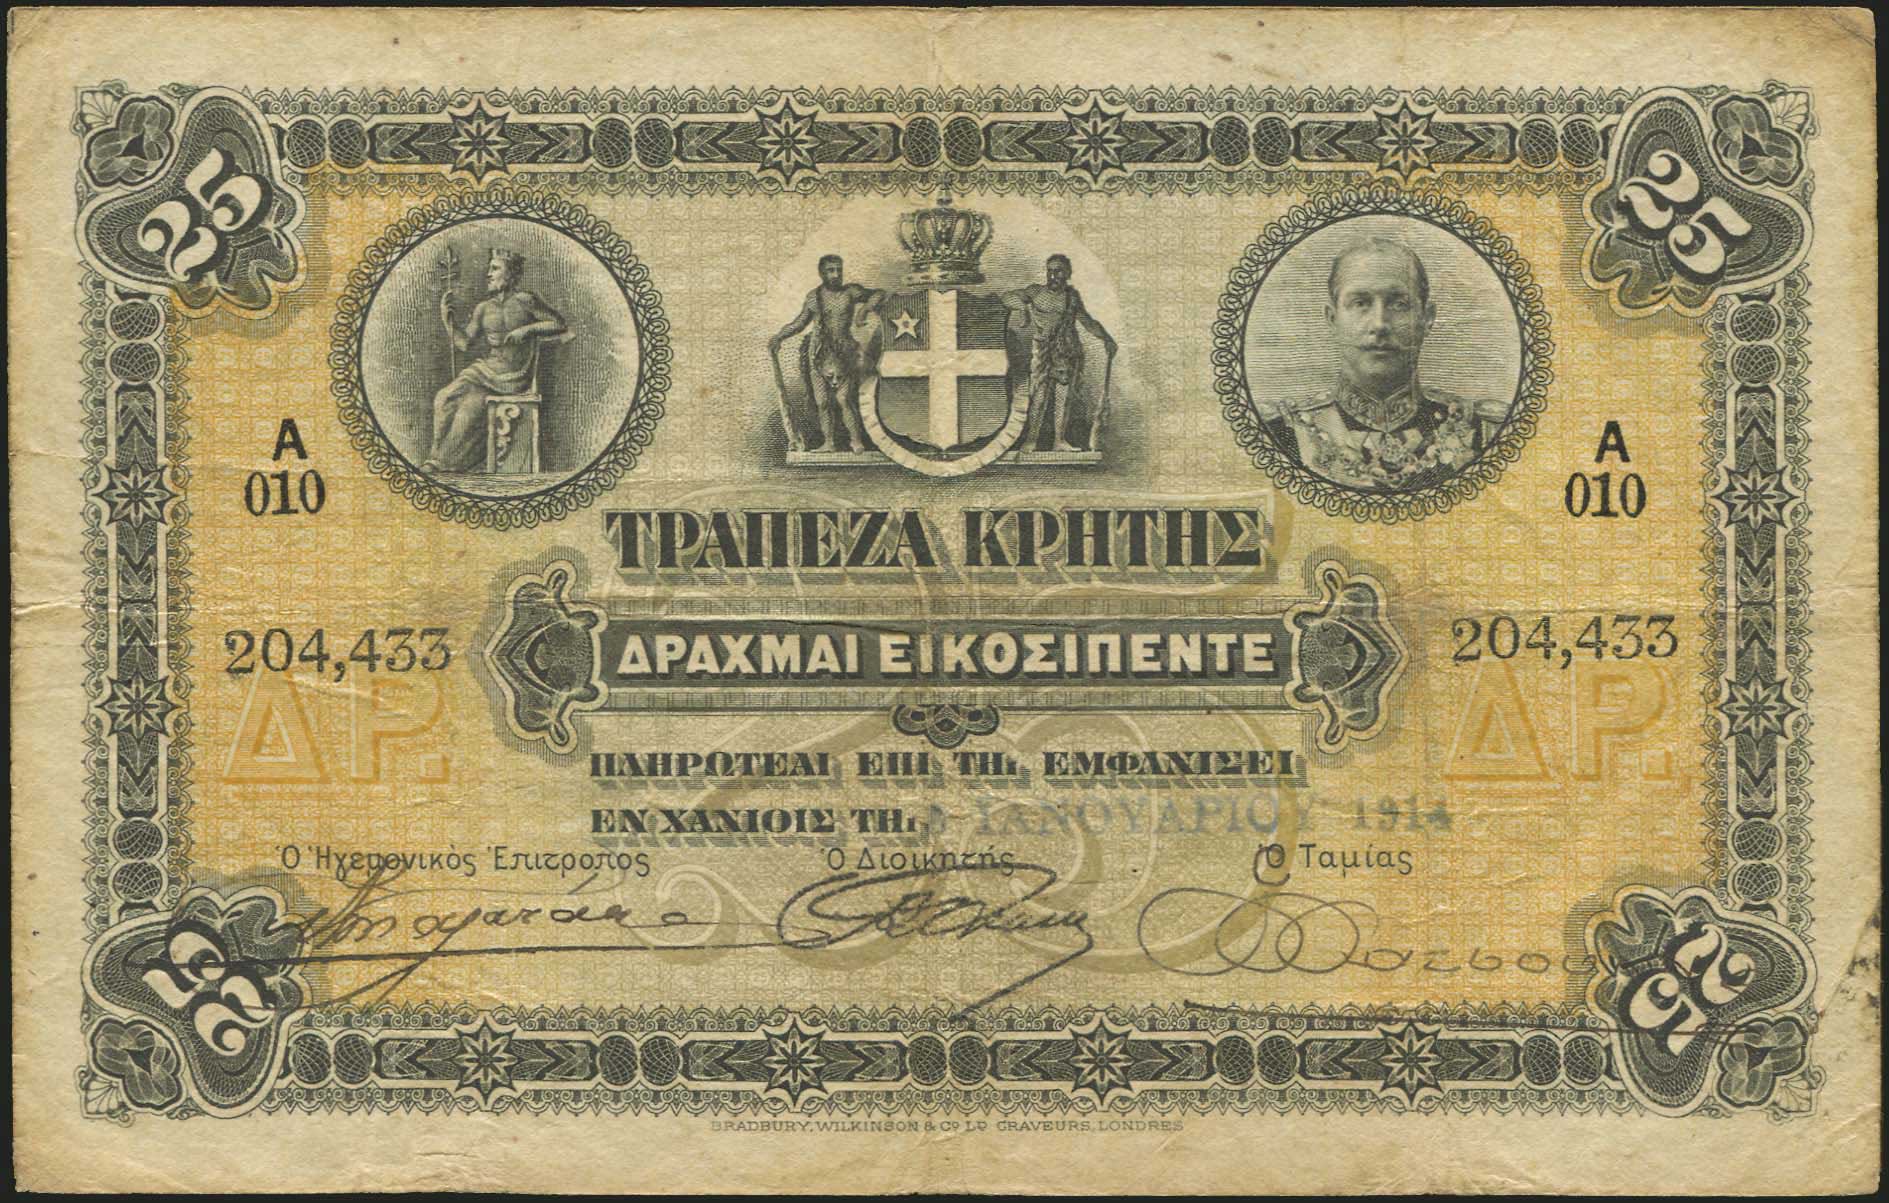 25 25
A A
010 010
ΤΡΑΠΕΖΑ ΚΡΗΤΗΣ
ΔΡΑΧΜΑΙ ΕΙΚΟΣΙΠΕΝΤΕ
204,433 204,433
ΔΡ. 25 ΔΡ.
ΠΛΗΡΩΤΕΑΙ ΕΠΙ ΤΗι ΕΜΦΑΝΙΣΕΙ
ΕΝ ΧΑΝΙΟΙΣ ΤΗι ΙΑΝΟΥΑΡΙΟΥ 1914
Ὁ Ἡγεμονικὸς Ἐπίτροπος Ὁ Διοικητής Ὁ Ταμίας
25 25
BRADBURY, WILKINSON & Cº Lᴰ GRAVEURS, LONDRES